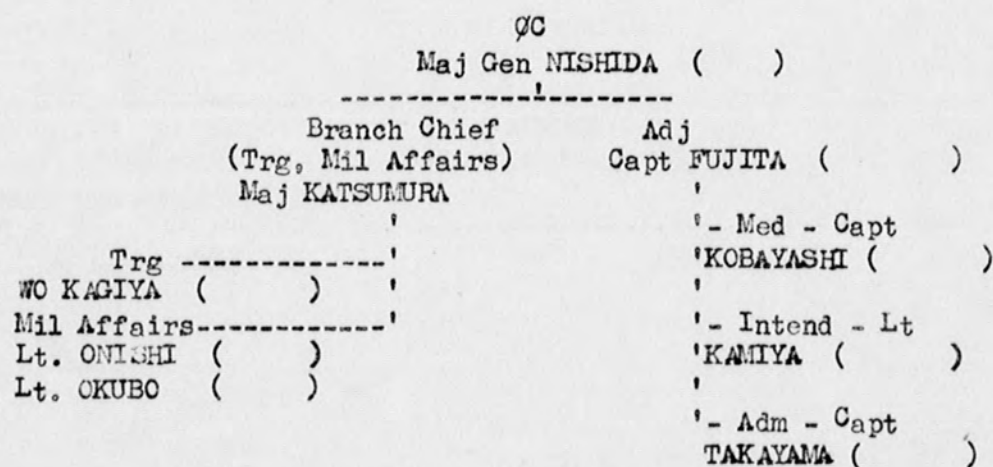 ØC
Maj Gen NISHIDA (     )
--------------------
Branch Chief     Adj
(Trg, Mil Affairs)     Capt FUJITA (       )
Maj KATSUMURA
'- Med - Capt
Trg -------------'     'KOBAYASHI (       )
WO KAGIYA (       )
Mil Affairs------------'     '- Intend - Lt
Lt. ONISHI (      )     'KAMIYA (       )
Lt. OKUBO (      )
'- Adm - Capt
TAKAYAMA (       )